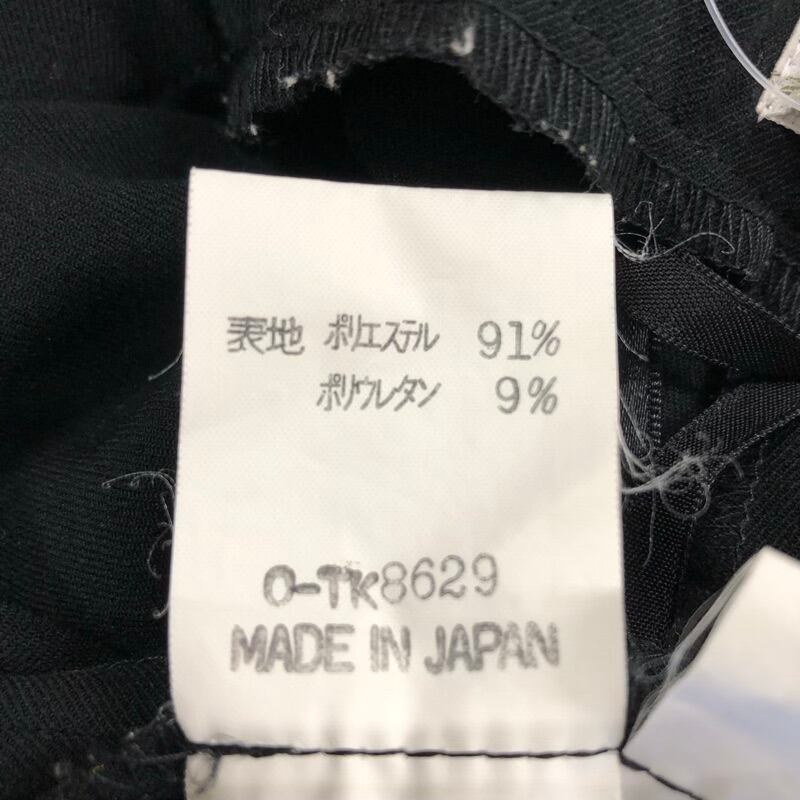 表地 ポリエステル 91%
ポリウレタン 9%
O-TK8629
MADE IN JAPAN